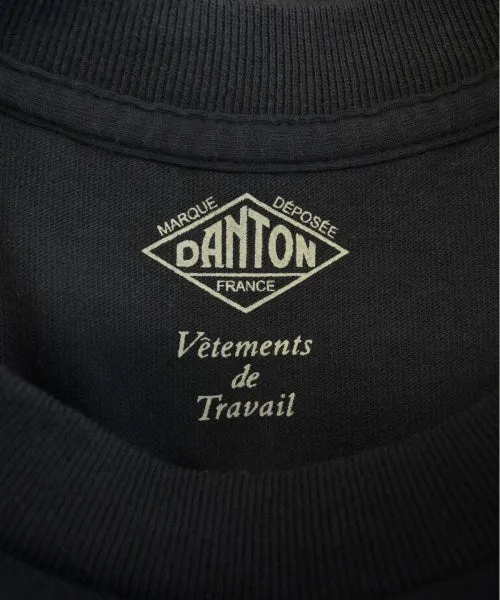 MARQUE DÉPOSÉE
DANTON
FRANCE
Vêtements
de
Travail